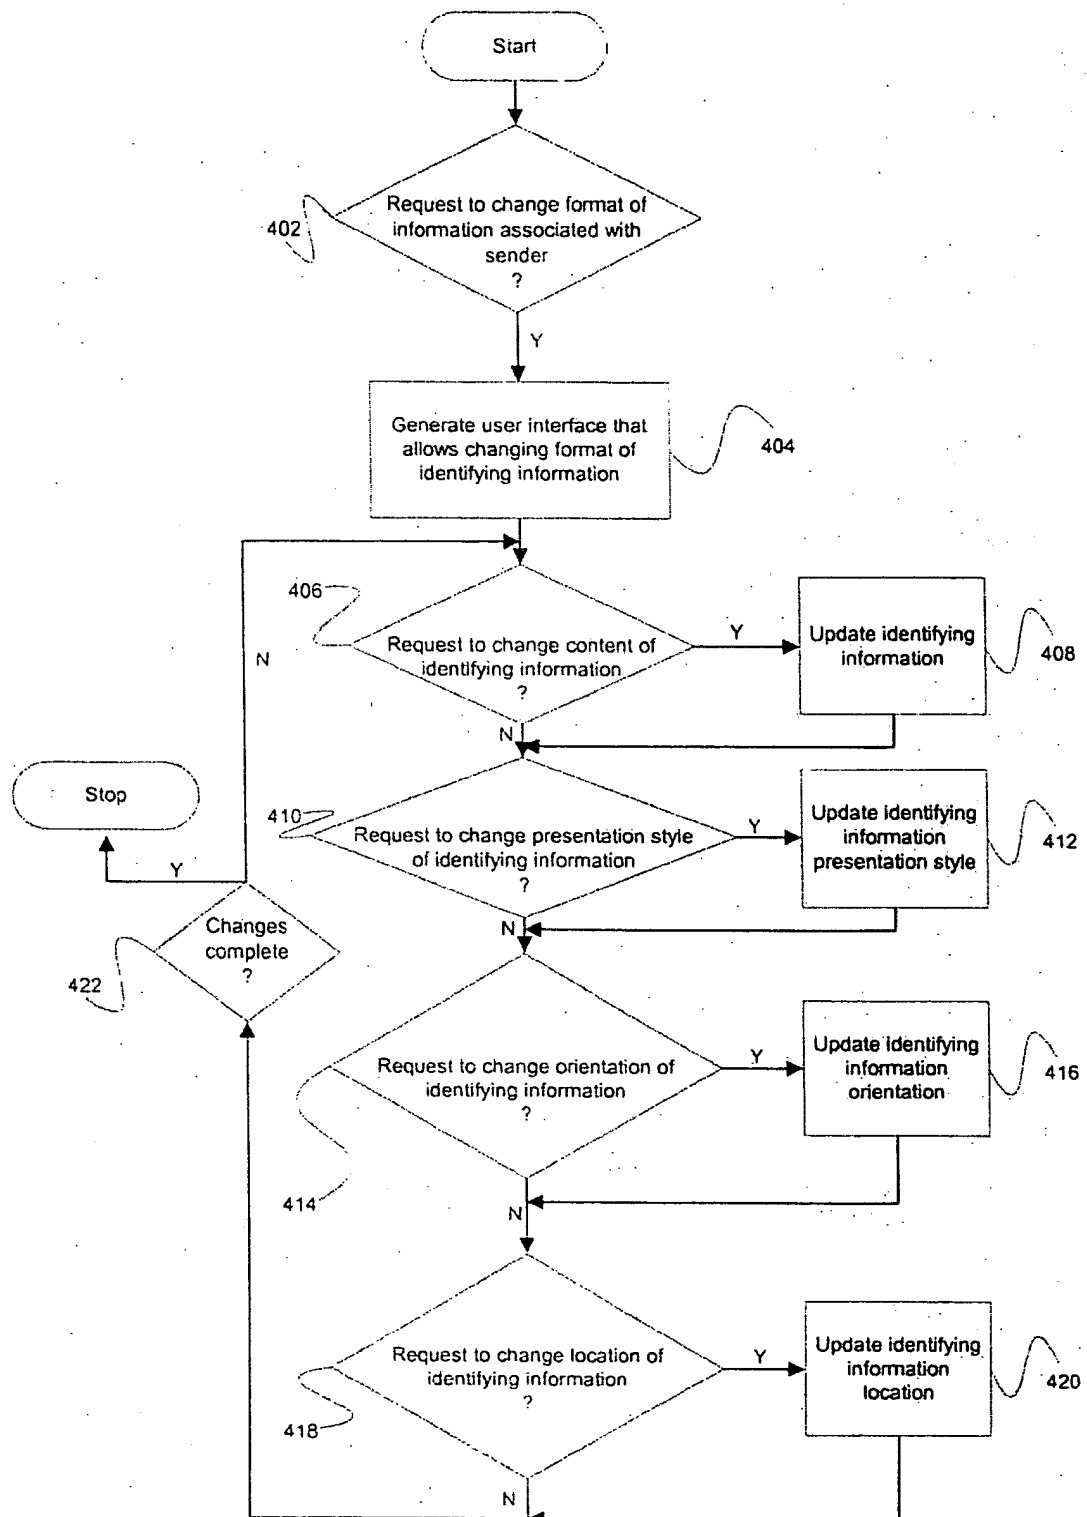 Start
Request to change format of
information associated with
sender
?
402
Y
Generate user interface that
allows changing format of
identifying information
404
406
Request to change content of
identifying information
?
Y
Update identifying
information
408
N
N
Stop
410
Request to change presentation style
of identifying information
?
Y
Update identifying
information
presentation style
412
Y
N
Changes
complete
?
422
Request to change orientation of
identifying information
?
Y
Update identifying
information
orientation
416
414
N
Request to change location of
identifying information
?
Y
Update identifying
information
location
420
418
N